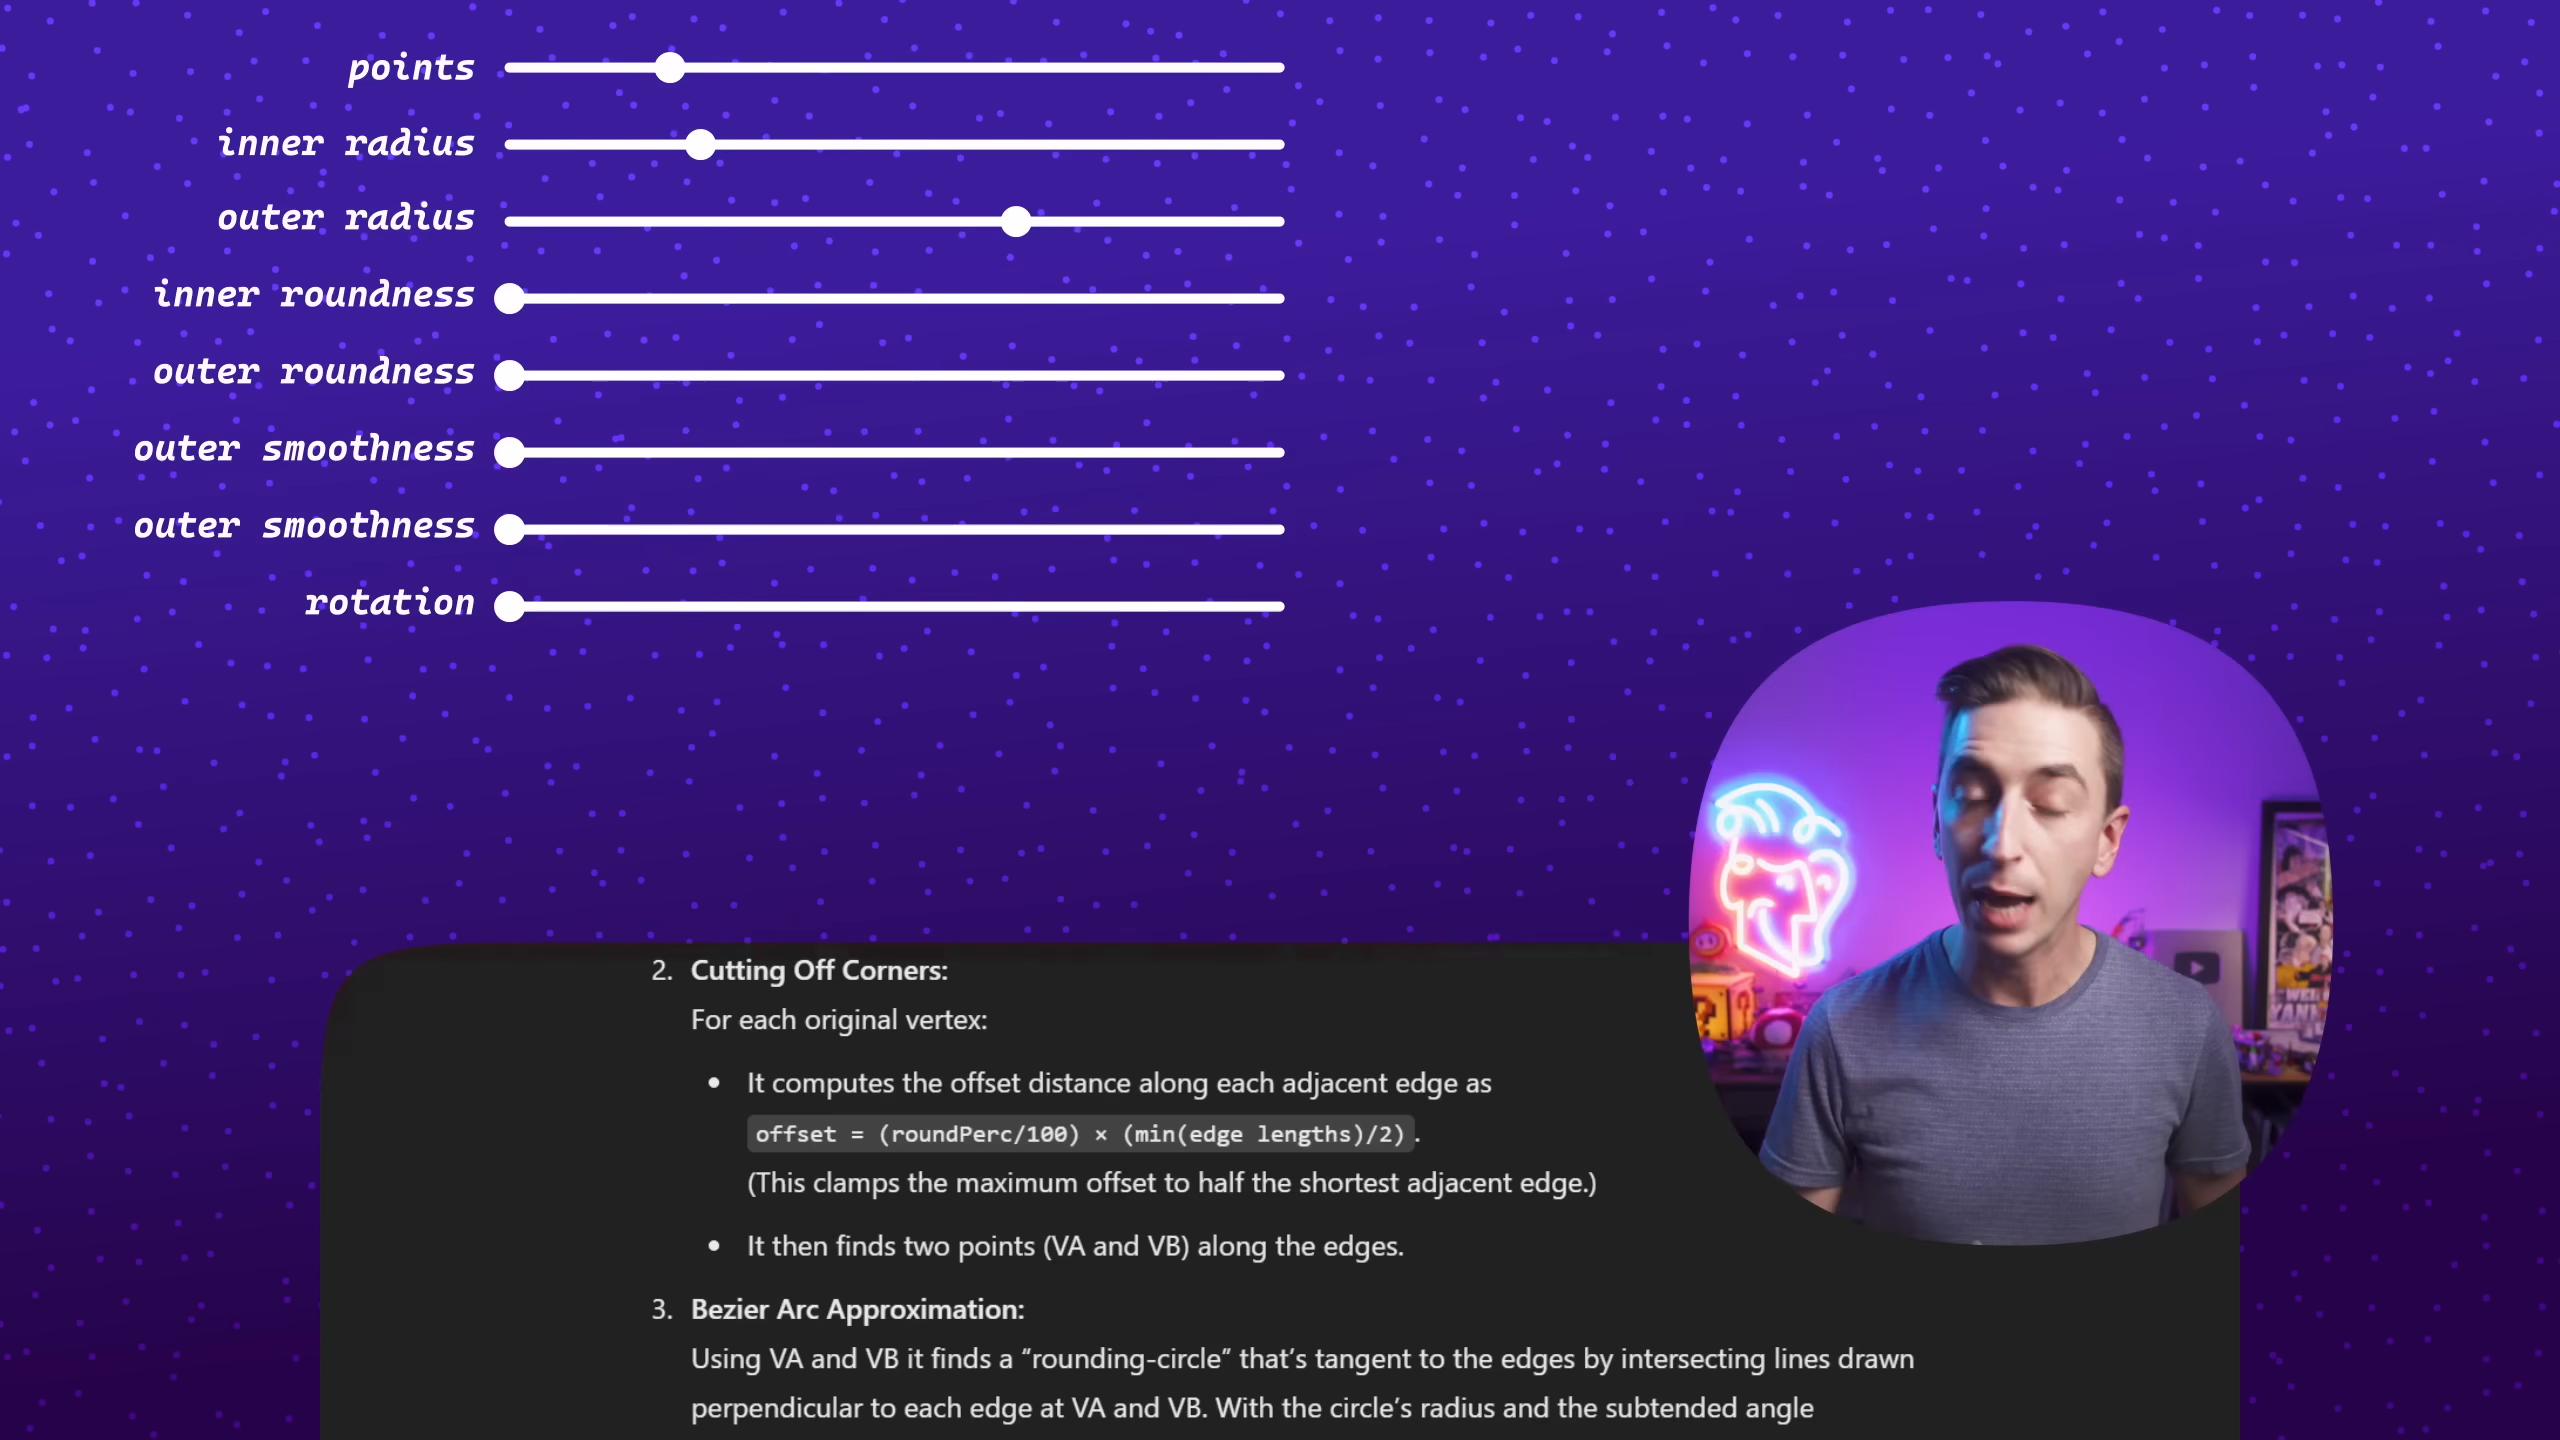 points
inner radius
outer radius
inner roundness
outer roundness
outer smoothness
outer smoothness
rotation
2. Cutting Off Corners:
For each original vertex:
• It computes the offset distance along each adjacent edge as
offset = (roundPerc/100) × (min(edge lengths)/2).
(This clamps the maximum offset to half the shortest adjacent edge.)
• It then finds two points (VA and VB) along the edges.
3. Bezier Arc Approximation:
Using VA and VB it finds a “rounding-circle” that’s tangent to the edges by intersecting lines drawn
perpendicular to each edge at VA and VB. With the circle’s radius and the subtended angle